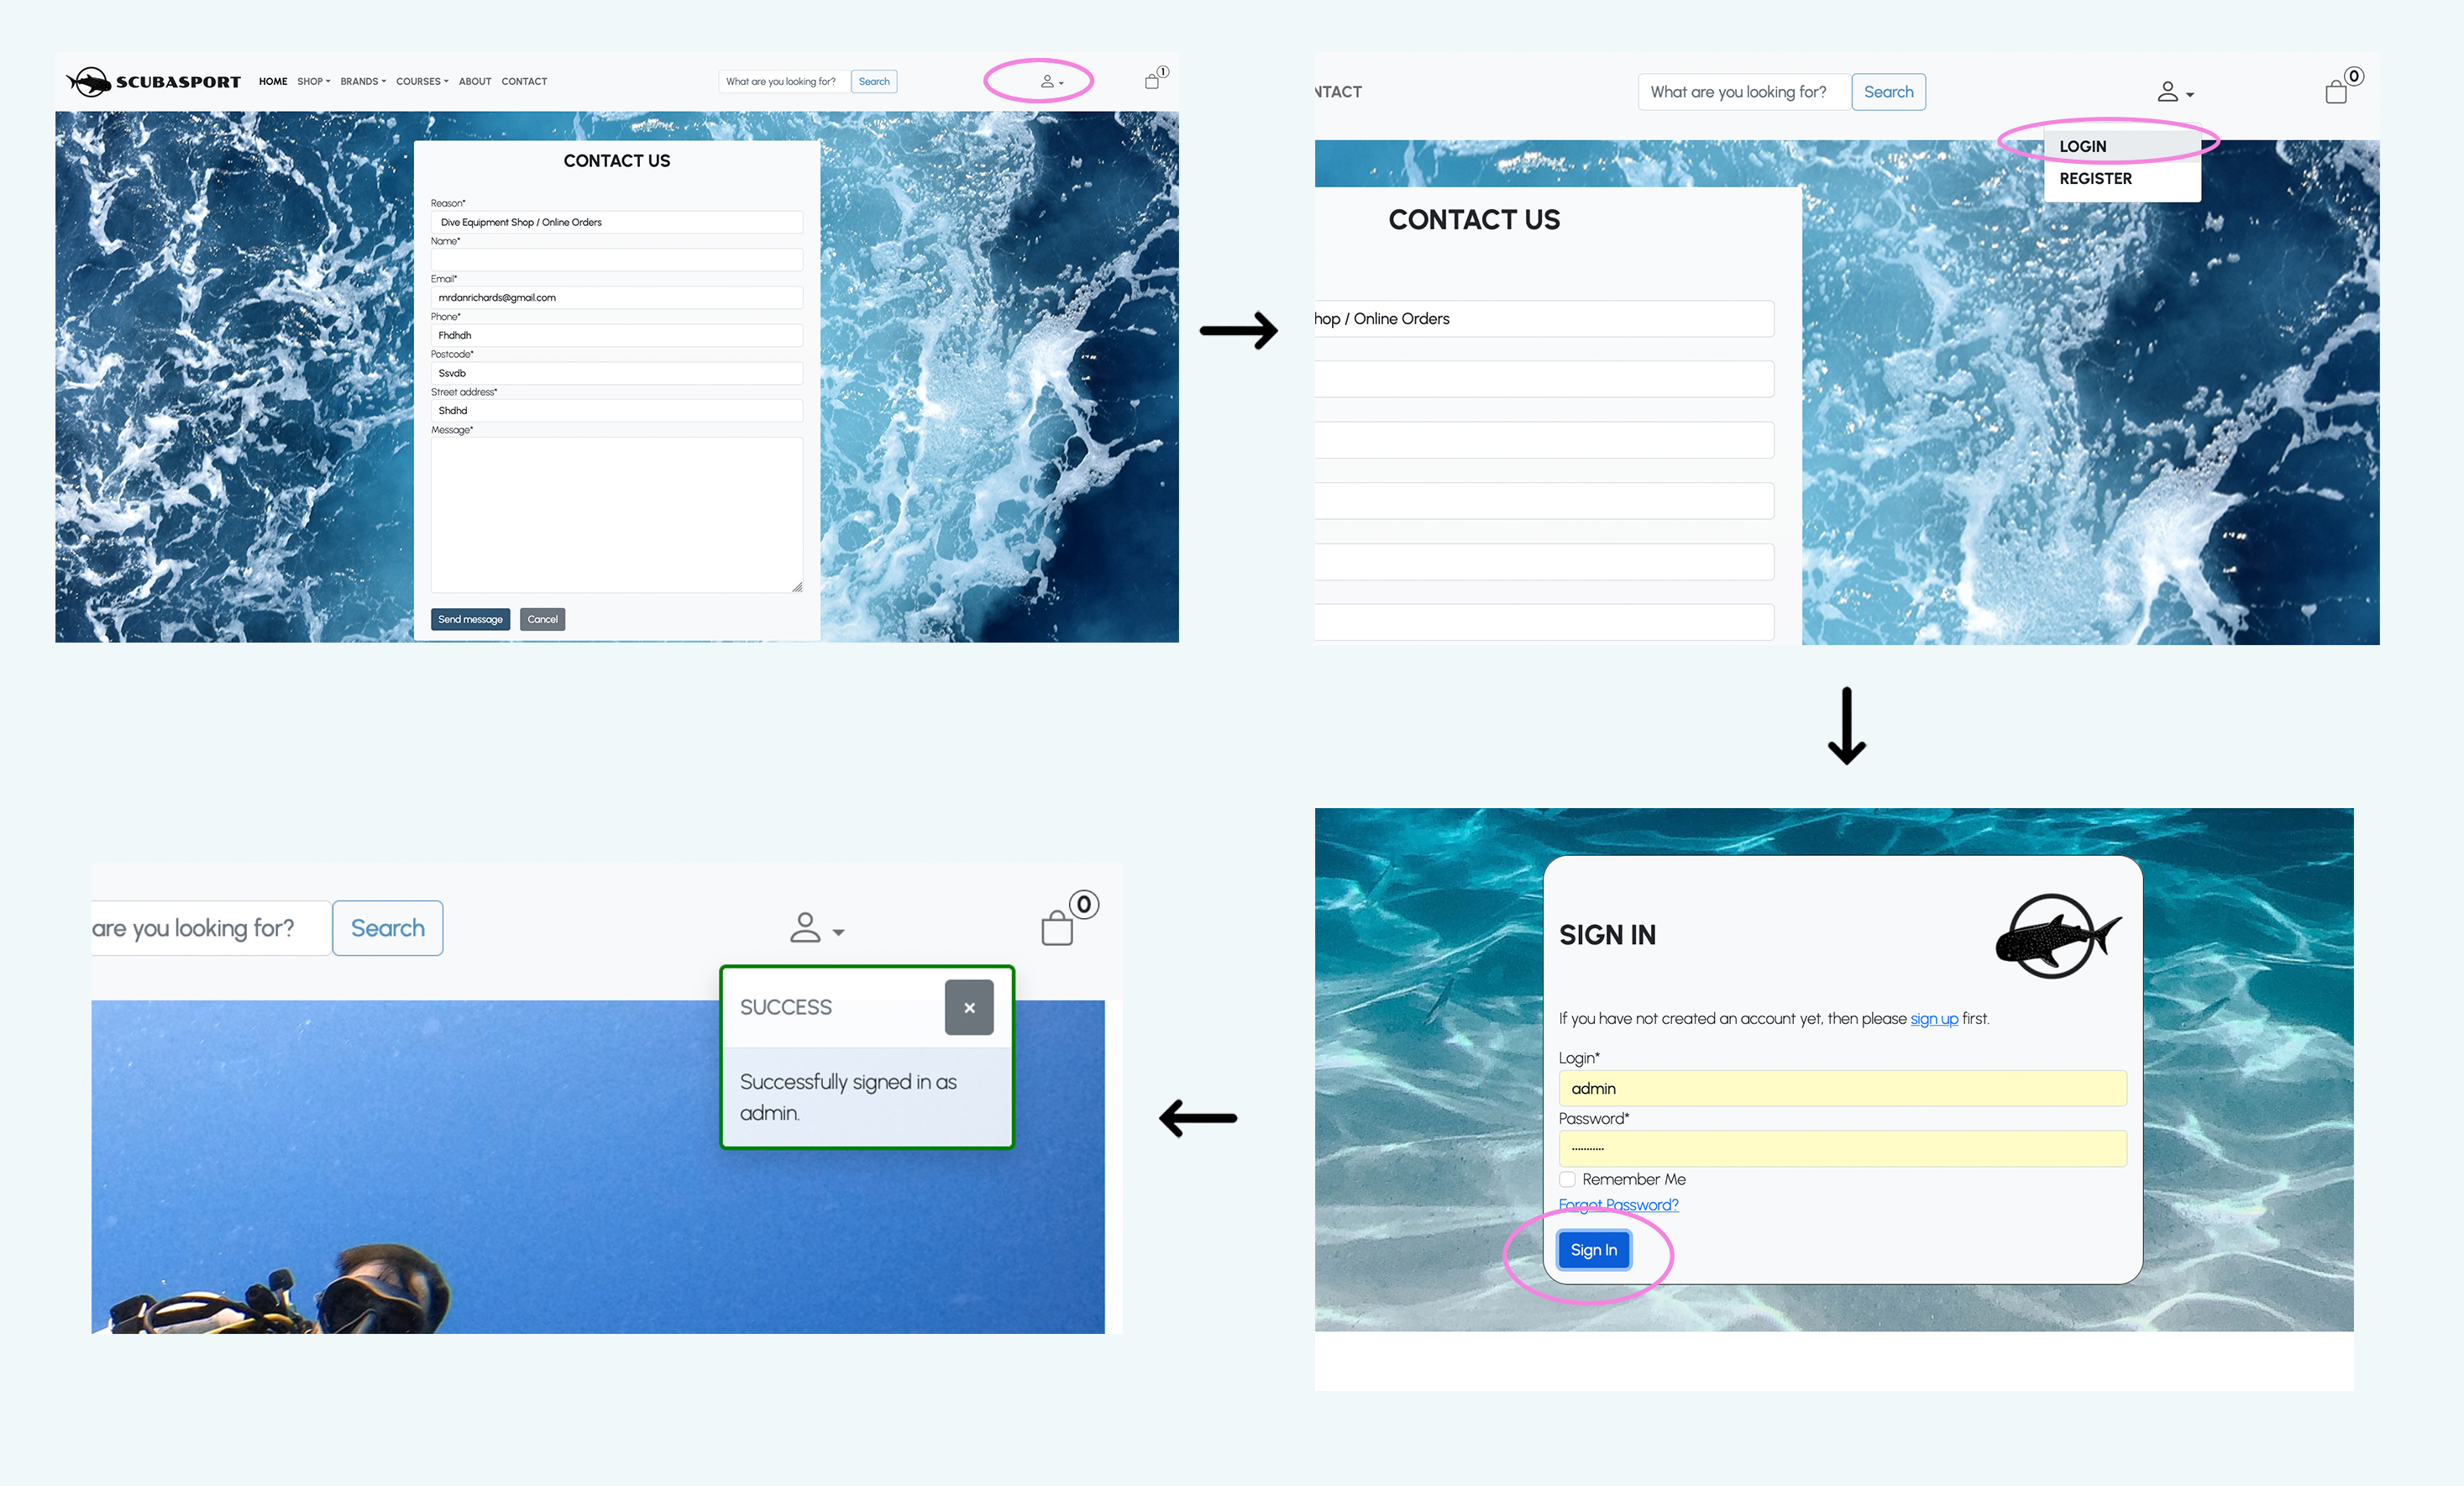 SCUBASPORT HOME SHOP BRANDS COURSES ABOUT CONTACT What are you looking for? Search 1
CONTACT US
Reason*
Dive Equipment Shop / Online Orders
Name*
Email*
mrdanrichards@gmail.com
Phone*
Fhdhdh
Postcode*
Ssvdb
Street address*
Shdhd
Message*
Send message Cancel
NTACT What are you looking for? Search 0
LOGIN
REGISTER
CONTACT US
hop / Online Orders
are you looking for? Search 0
SUCCESS ×
Successfully signed in as
admin.
SIGN IN
If you have not created an account yet, then please sign up first.
Login*
admin
Password*
Remember Me
Forgot Password?
Sign In